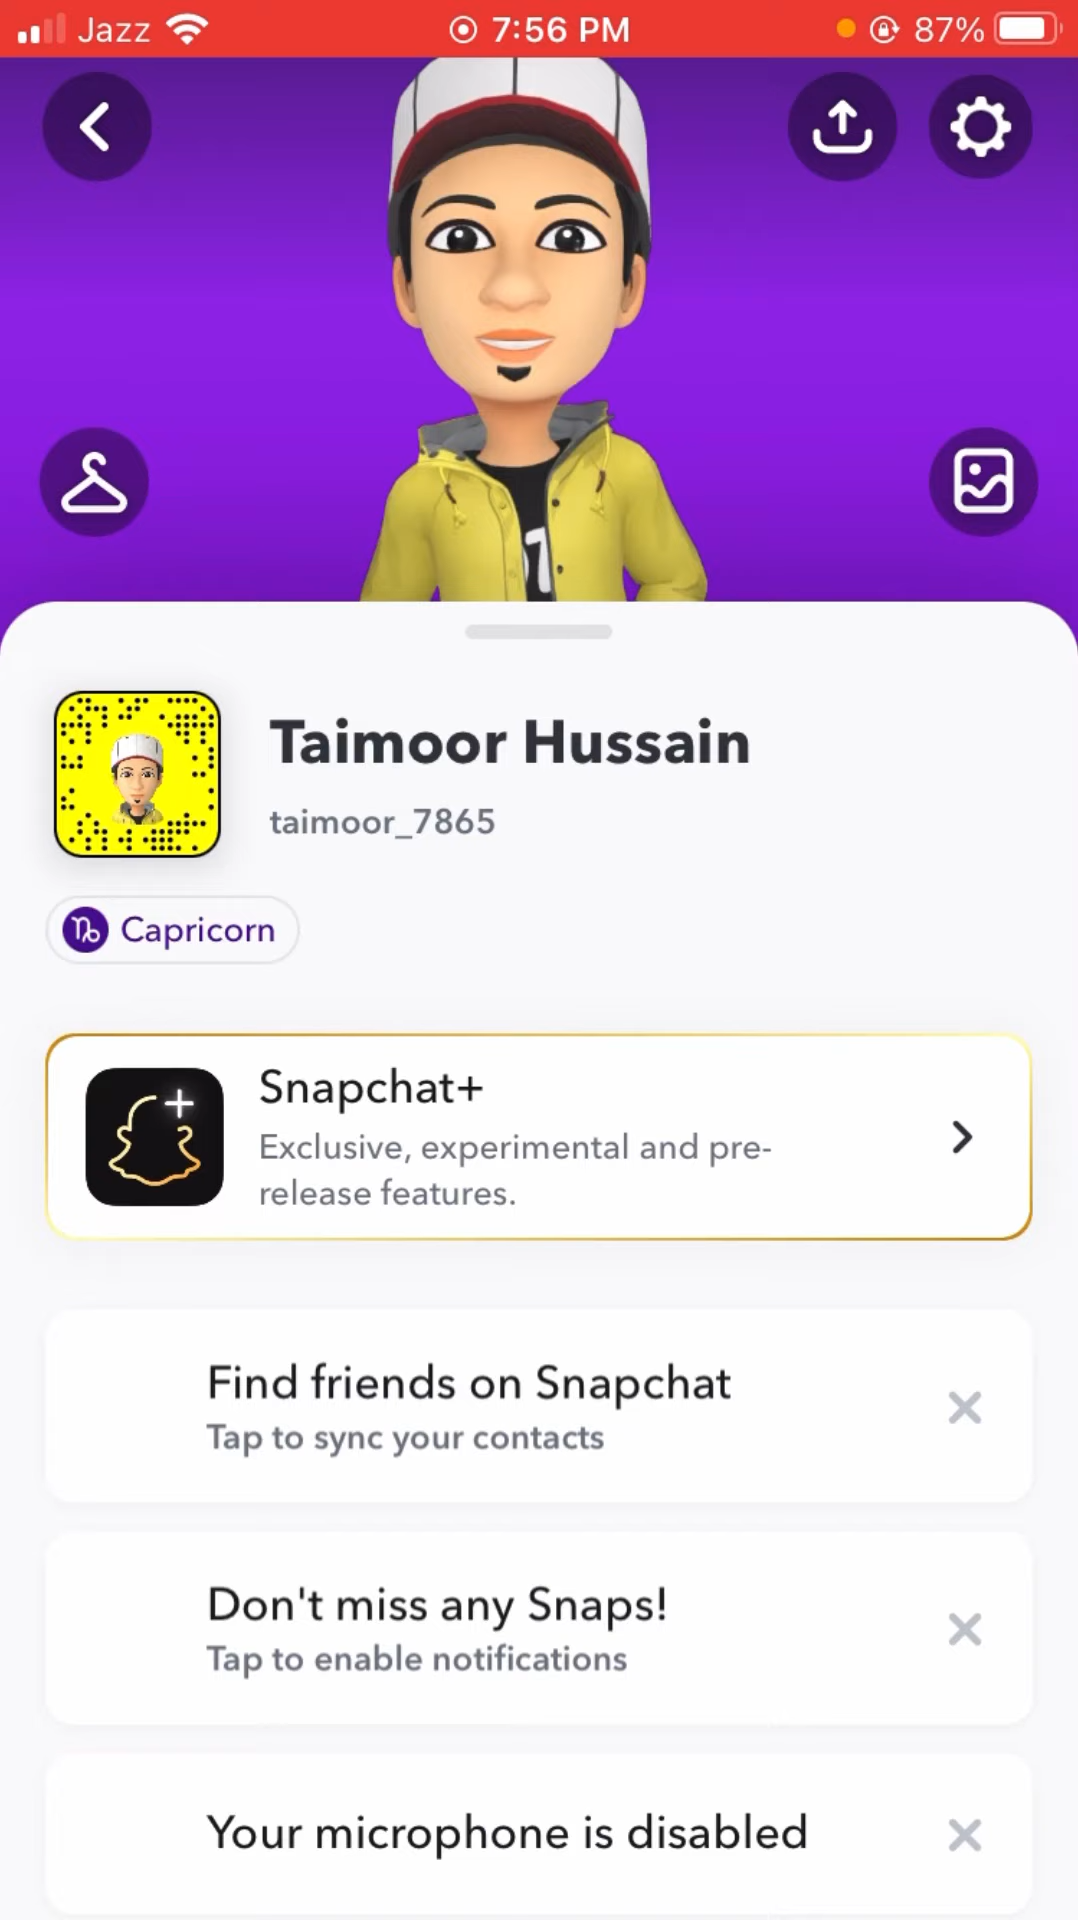 Jazz 7:56 PM 87%
Taimoor Hussain
taimoor_7865
Capricorn
Snapchat+
Exclusive, experimental and pre-
release features.
Find friends on Snapchat
Tap to sync your contacts
Don't miss any Snaps!
Tap to enable notifications
Your microphone is disabled